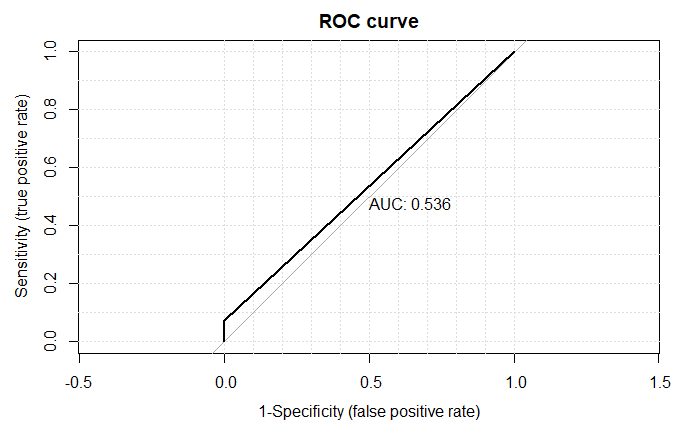 ROC curve
Sensitivity (true positive rate)
1.0
0.8
0.6
0.4
0.2
0.0
AUC: 0.536
-0.5
0.0
0.5
1.0
1.5
1-Specificity (false positive rate)